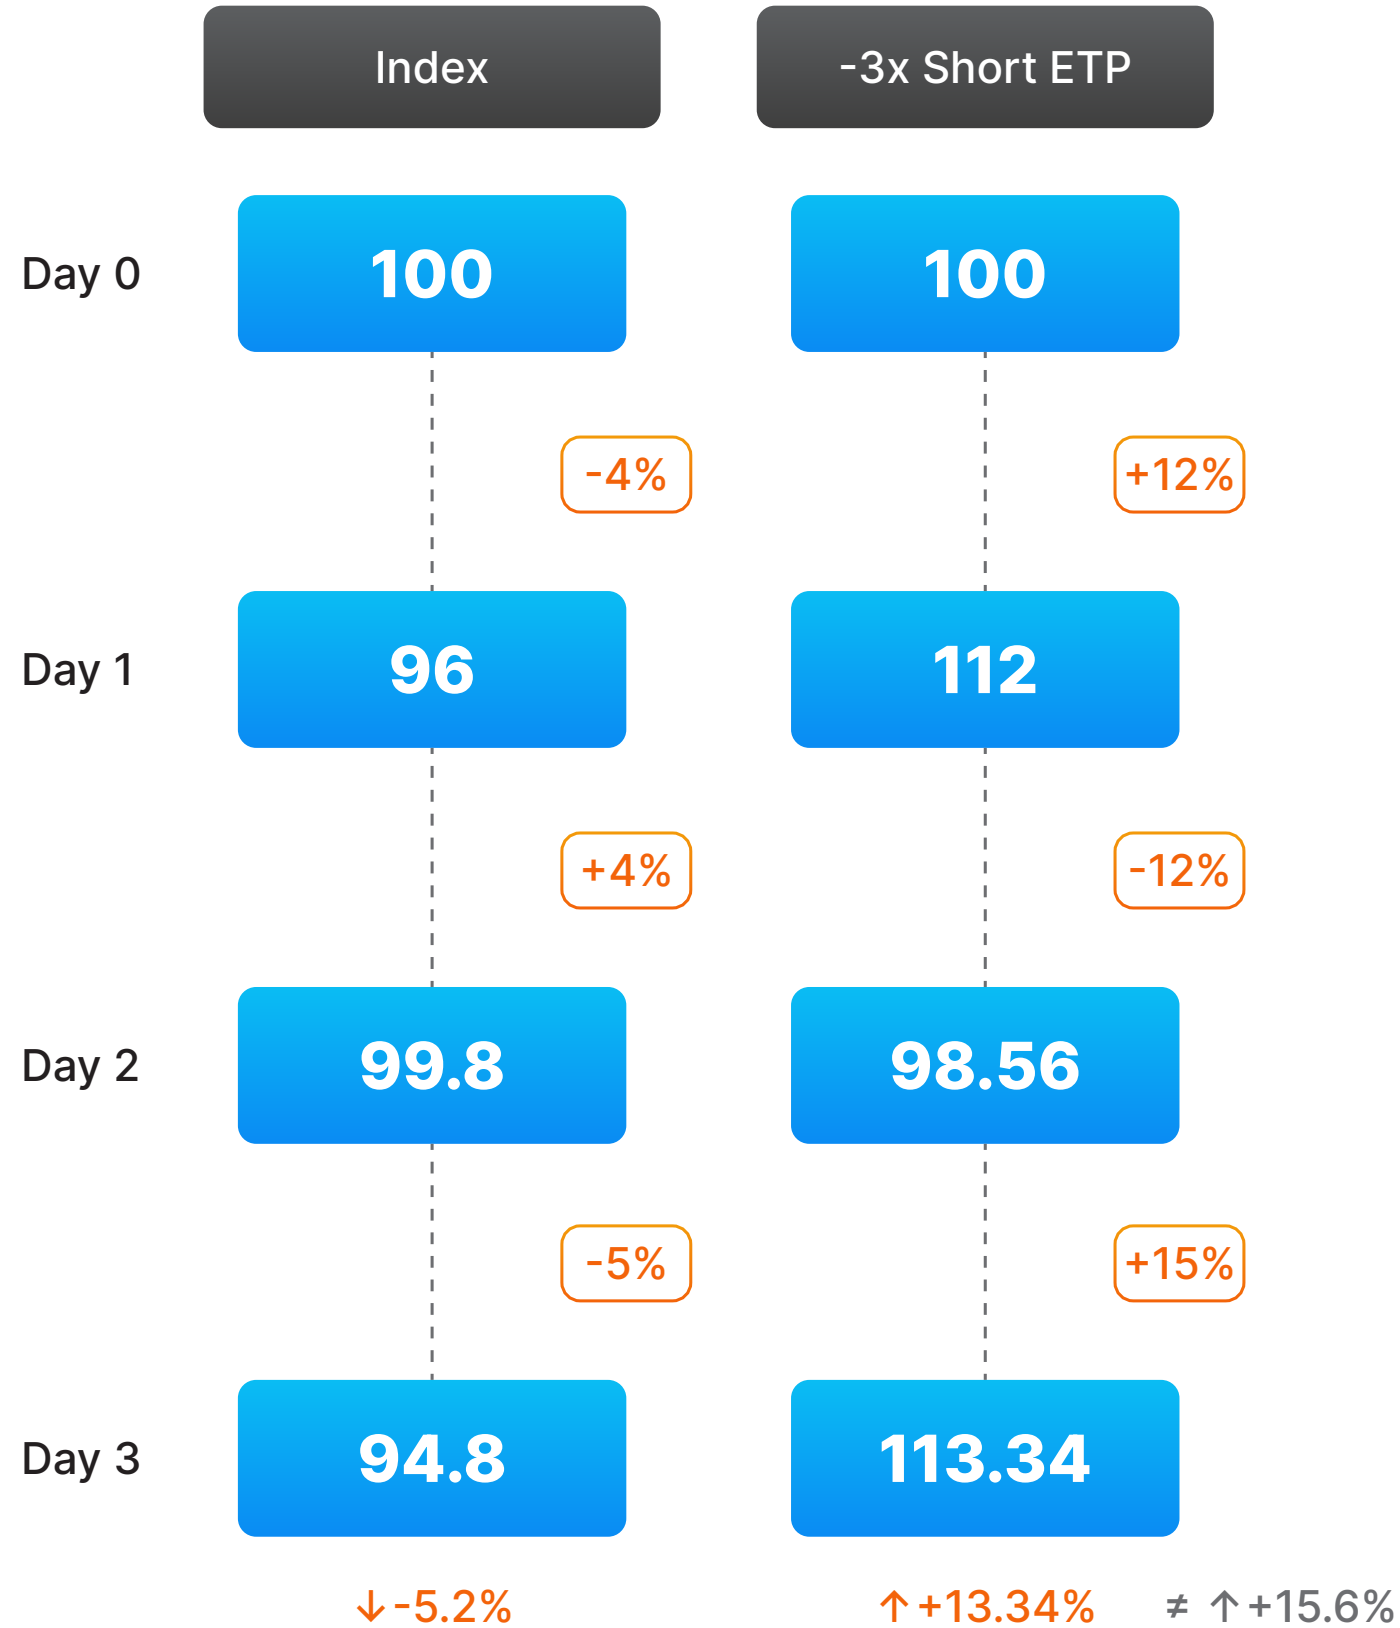 Index
-3x Short ETP
Day 0
100
100
-4%
+12%
Day 1
96
112
+4%
-12%
Day 2
99.8
98.56
-5%
+15%
Day 3
94.8
113.34
↓-5.2%
↑+13.34% ≠ ↑+15.6%